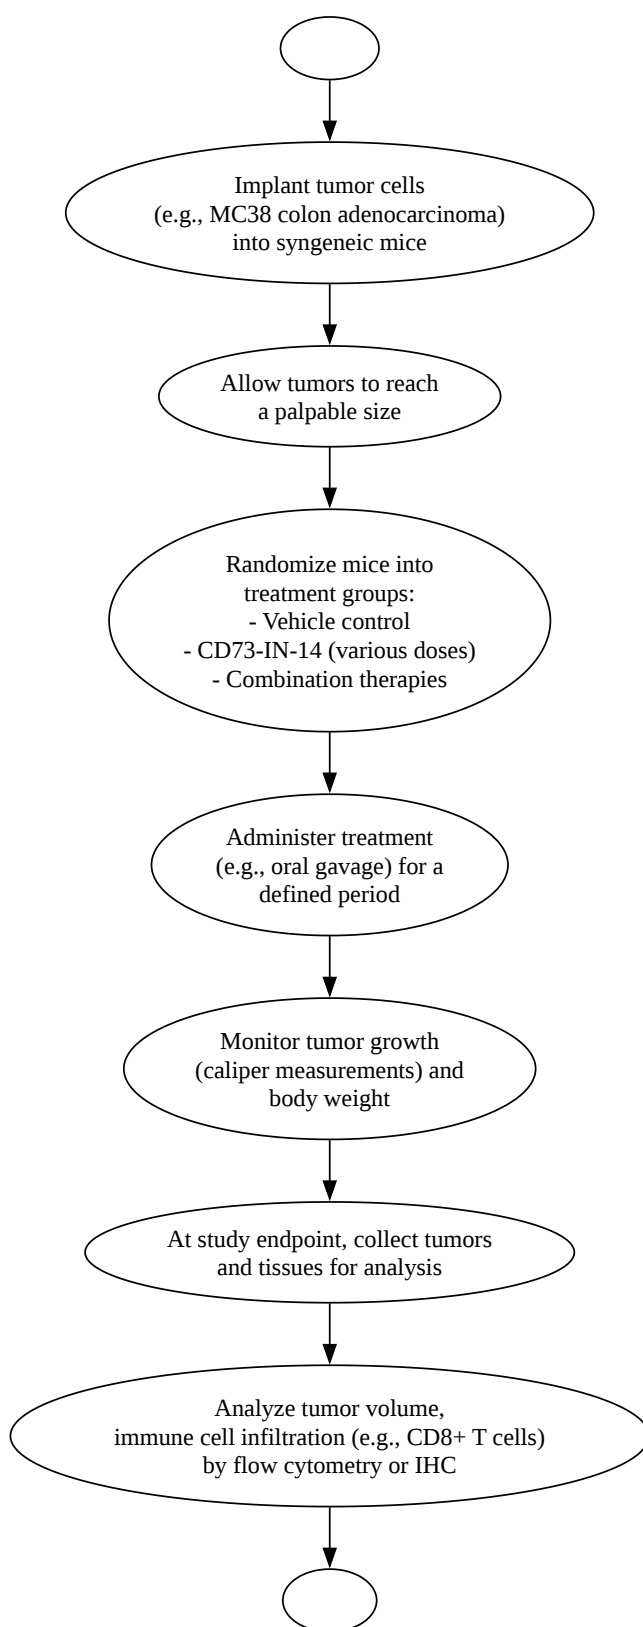 Implant tumor cells
(e.g., MC38 colon adenocarcinoma)
into syngeneic mice
Allow tumors to reach
a palpable size
Randomize mice into
treatment groups:
- Vehicle control
- CD73-IN-14 (various doses)
- Combination therapies
Administer treatment
(e.g., oral gavage) for a
defined period
Monitor tumor growth
(caliper measurements) and
body weight
At study endpoint, collect tumors
and tissues for analysis
Analyze tumor volume,
immune cell infiltration (e.g., CD8+ T cells)
by flow cytometry or IHC